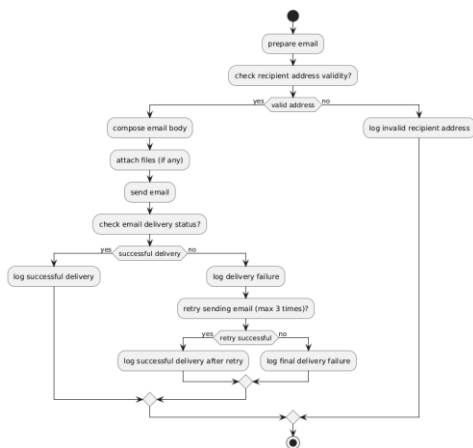 prepare email
check recipient address validity?
yes valid address no
compose email body
log invalid recipient address
attach files (if any)
send email
check email delivery status?
yes successful delivery no
log successful delivery
log delivery failure
retry sending email (max 3 times)?
yes retry successful no
log successful delivery after retry
log final delivery failure